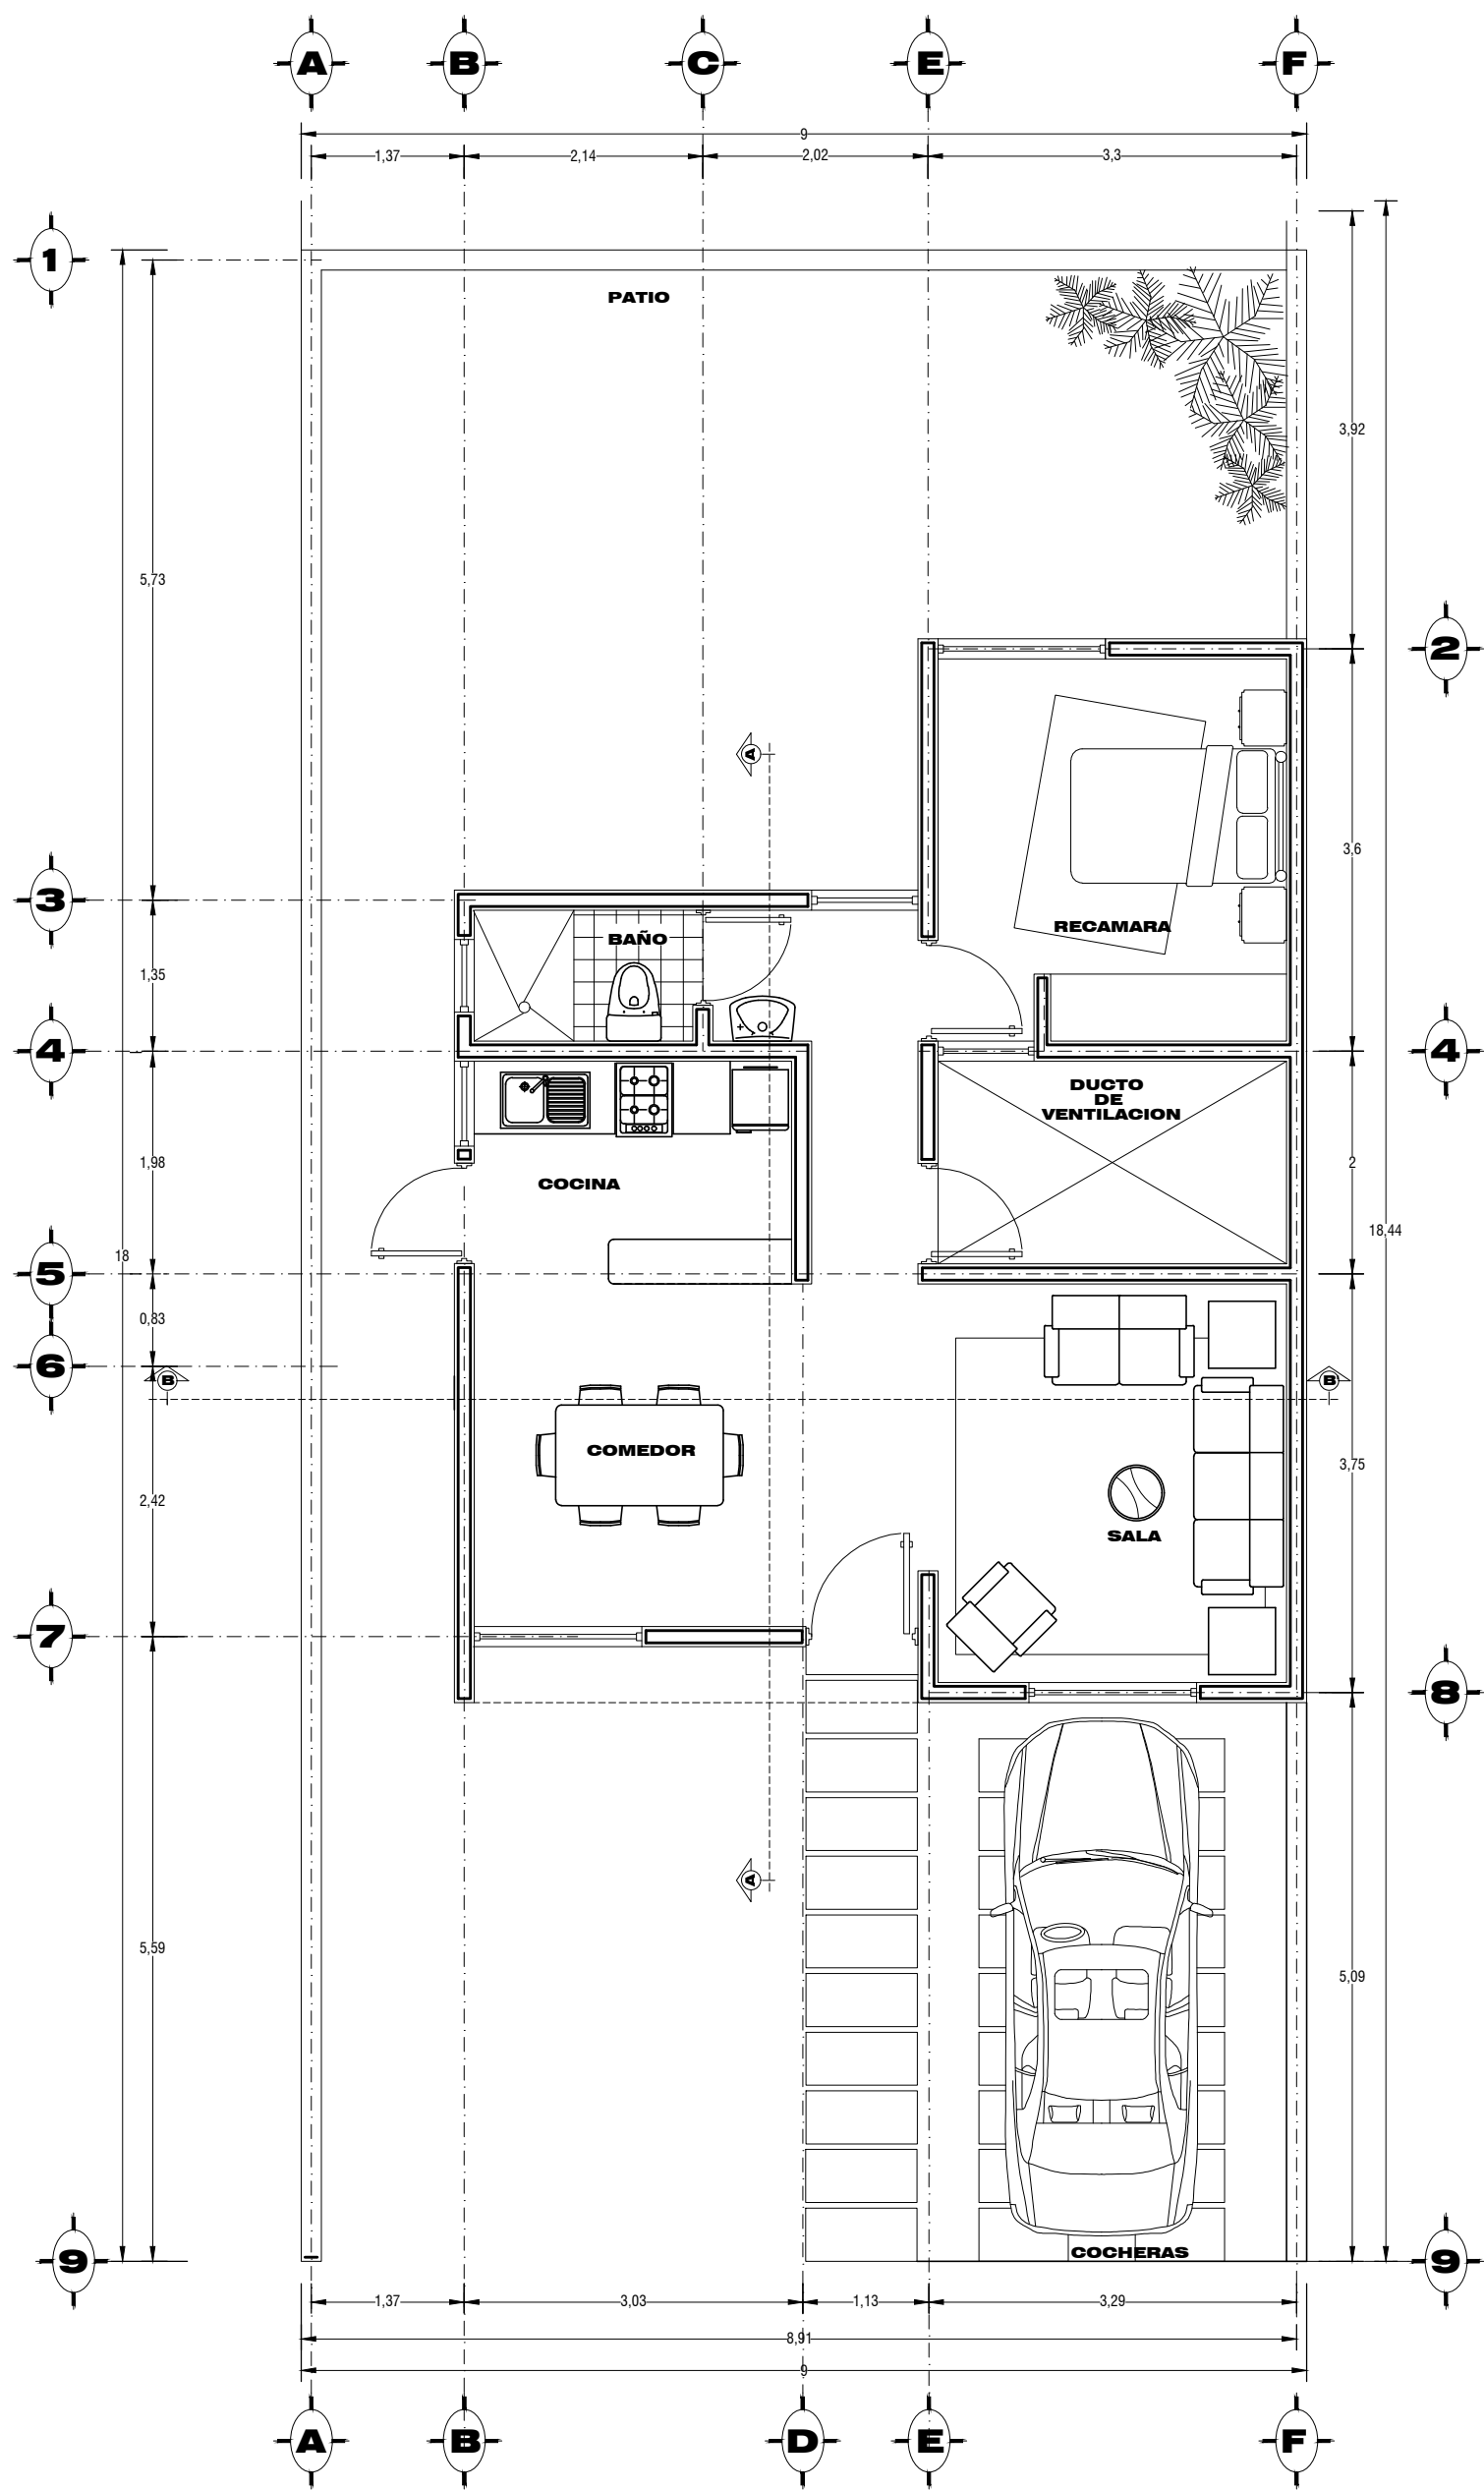 A B C E F
9
1,37 2,14 2,02 3,3
1
PATIO
3,92
5,73
2
A
3,6
3
RECAMARA
BAÑO
1,35
4
4
DUCTO
DE
VENTILACION
1,98
2
COCINA
18
18,44
5
0,83
6
B
B
COMEDOR
3,75
2,42
SALA
7
8
A
5,59
5,09
COCHERAS
9
9
1,37 3,03 1,13 3,29
8,91
9
A B D E F